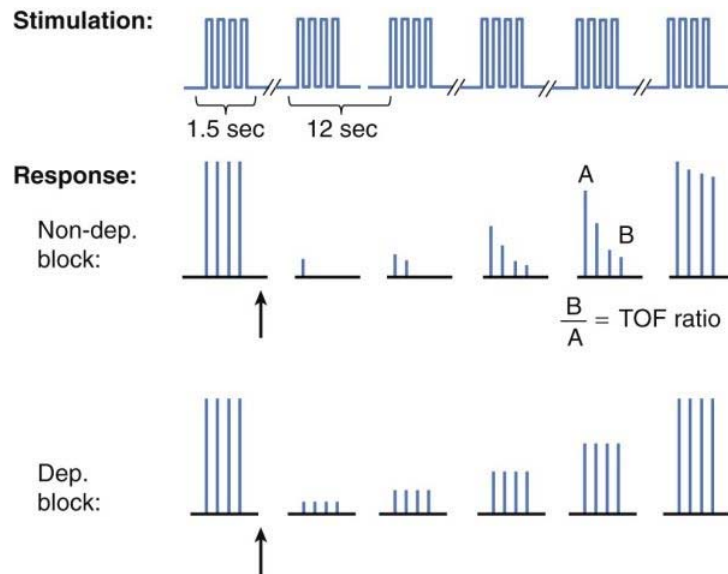 Stimulation:
1.5 sec
12 sec
Response:
Non-dep.
block:
A
B
B
A
= TOF ratio
Dep.
block: